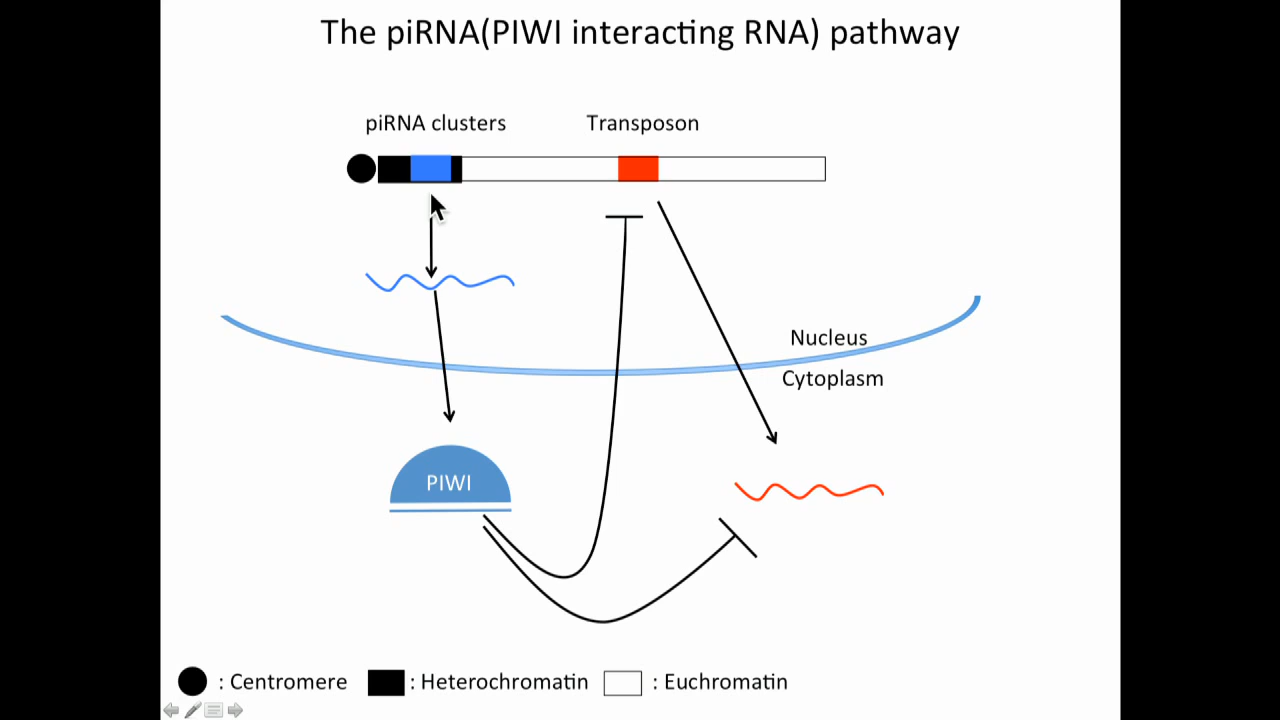 The piRNA(PIWI interacting RNA) pathway
piRNA clusters
Transposon
Nucleus
Cytoplasm
PIWI
: Centromere
: Heterochromatin
: Euchromatin